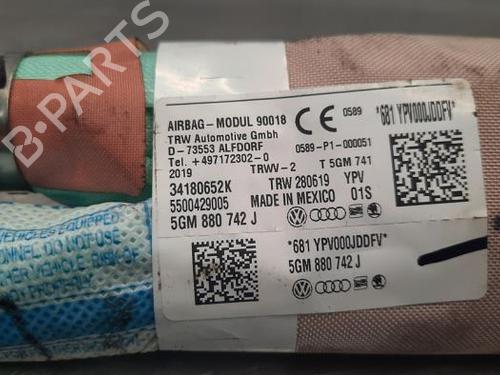 AIRBAG-MODUL 90018
TRW Automotive GmbH
D-73553 ALFDORF
Tel. +497172302-0
2019
34180652K
5500429005
5GM 880 742 J
CE 0589
0589-P1-000051
TRWV-2 T 5GM 741
TRW 280619 YPV
MADE IN MEXICO 01S
*681 YPV000JDDFV*
*681 YPV000JDDFV*
5GM 880 742 J
VEHICLES EQUIPPED
B-PARTS